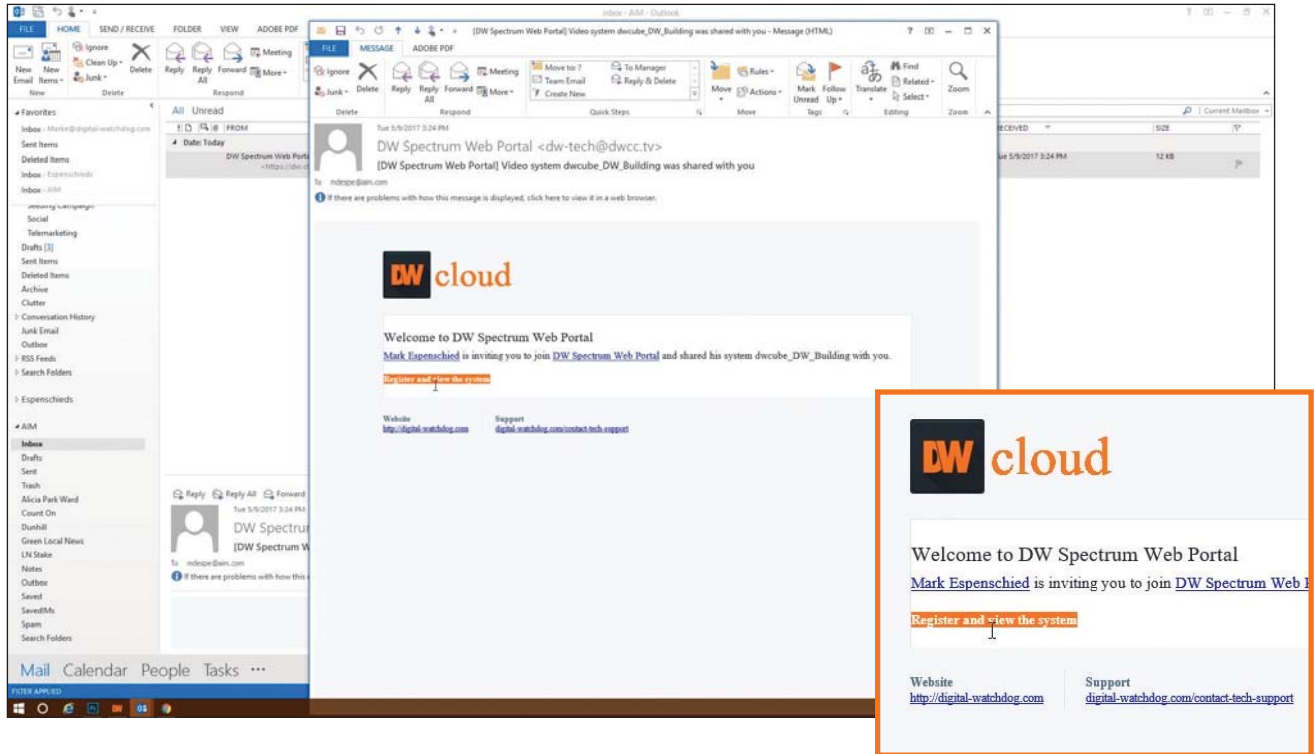 Inbox - AIM - Outlook
FILE HOME SEND / RECEIVE FOLDER VIEW ADOBE PDF
New Email
New Items
Ignore
Clean Up
Junk
Delete
Reply
Reply All
Forward
Meeting
More
New Delete Respond
Favorites
Sent Items
Deleted Items
Inbox - Espenschieds
Inbox - AIM
Social
Telemarketing
Drafts [3]
Sent Items
Deleted Items
Archive
Clutter
Conversation History
Junk Email
Outbox
RSS Feeds
Search Folders
Espenschieds
AIM
Inbox
Drafts
Sent
Trash
Alicia Park Ward
Count On
Dunhill
Green Local News
LN Stake
Notes
Outbox
Saved
SavedIMs
Spam
Search Folders
Mail Calendar People Tasks ...
FILTER APPLIED
All Unread
FROM
Date: Today
DW Spectrum Web Porta
Reply Reply All Forward
Tue 5/9/2017 3:24 PM
DW Spectrum
[DW Spectrum W
To mdespe@aim.com
If there are problems with how this
[DW Spectrum Web Portal] Video system dwcube_DW_Building was shared with you - Message (HTML)
FILE MESSAGE ADOBE PDF
Ignore
Junk
Delete
Reply
Reply All
Forward
Meeting
More
Move to: ?
Team Email
Create New
To Manager
Reply & Delete
Move
Rules
Actions
Mark Unread
Follow Up
Translate
Find
Related
Select
Zoom
Delete Respond Quick Steps Move Tags Editing Zoom
Tue 5/9/2017 3:24 PM
DW Spectrum Web Portal <dw-tech@dwcc.tv>
[DW Spectrum Web Portal] Video system dwcube_DW_Building was shared with you
To mdespe@aim.com
If there are problems with how this message is displayed, click here to view it in a web browser.
DW cloud
Welcome to DW Spectrum Web Portal
Mark Espenschied is inviting you to join DW Spectrum Web Portal and shared his system dwcube_DW_Building with you.
Register and view the system
Website Support
http://digital-watchdog.com digital-watchdog.com/contact-tech-support
Current Mailbox
RECEIVED SIZE
Tue 5/9/2017 3:24 PM 12 KB
DW cloud
Welcome to DW Spectrum Web Portal
Mark Espenschied is inviting you to join DW Spectrum Web
Register and view the system
Website Support
http://digital-watchdog.com digital-watchdog.com/contact-tech-support